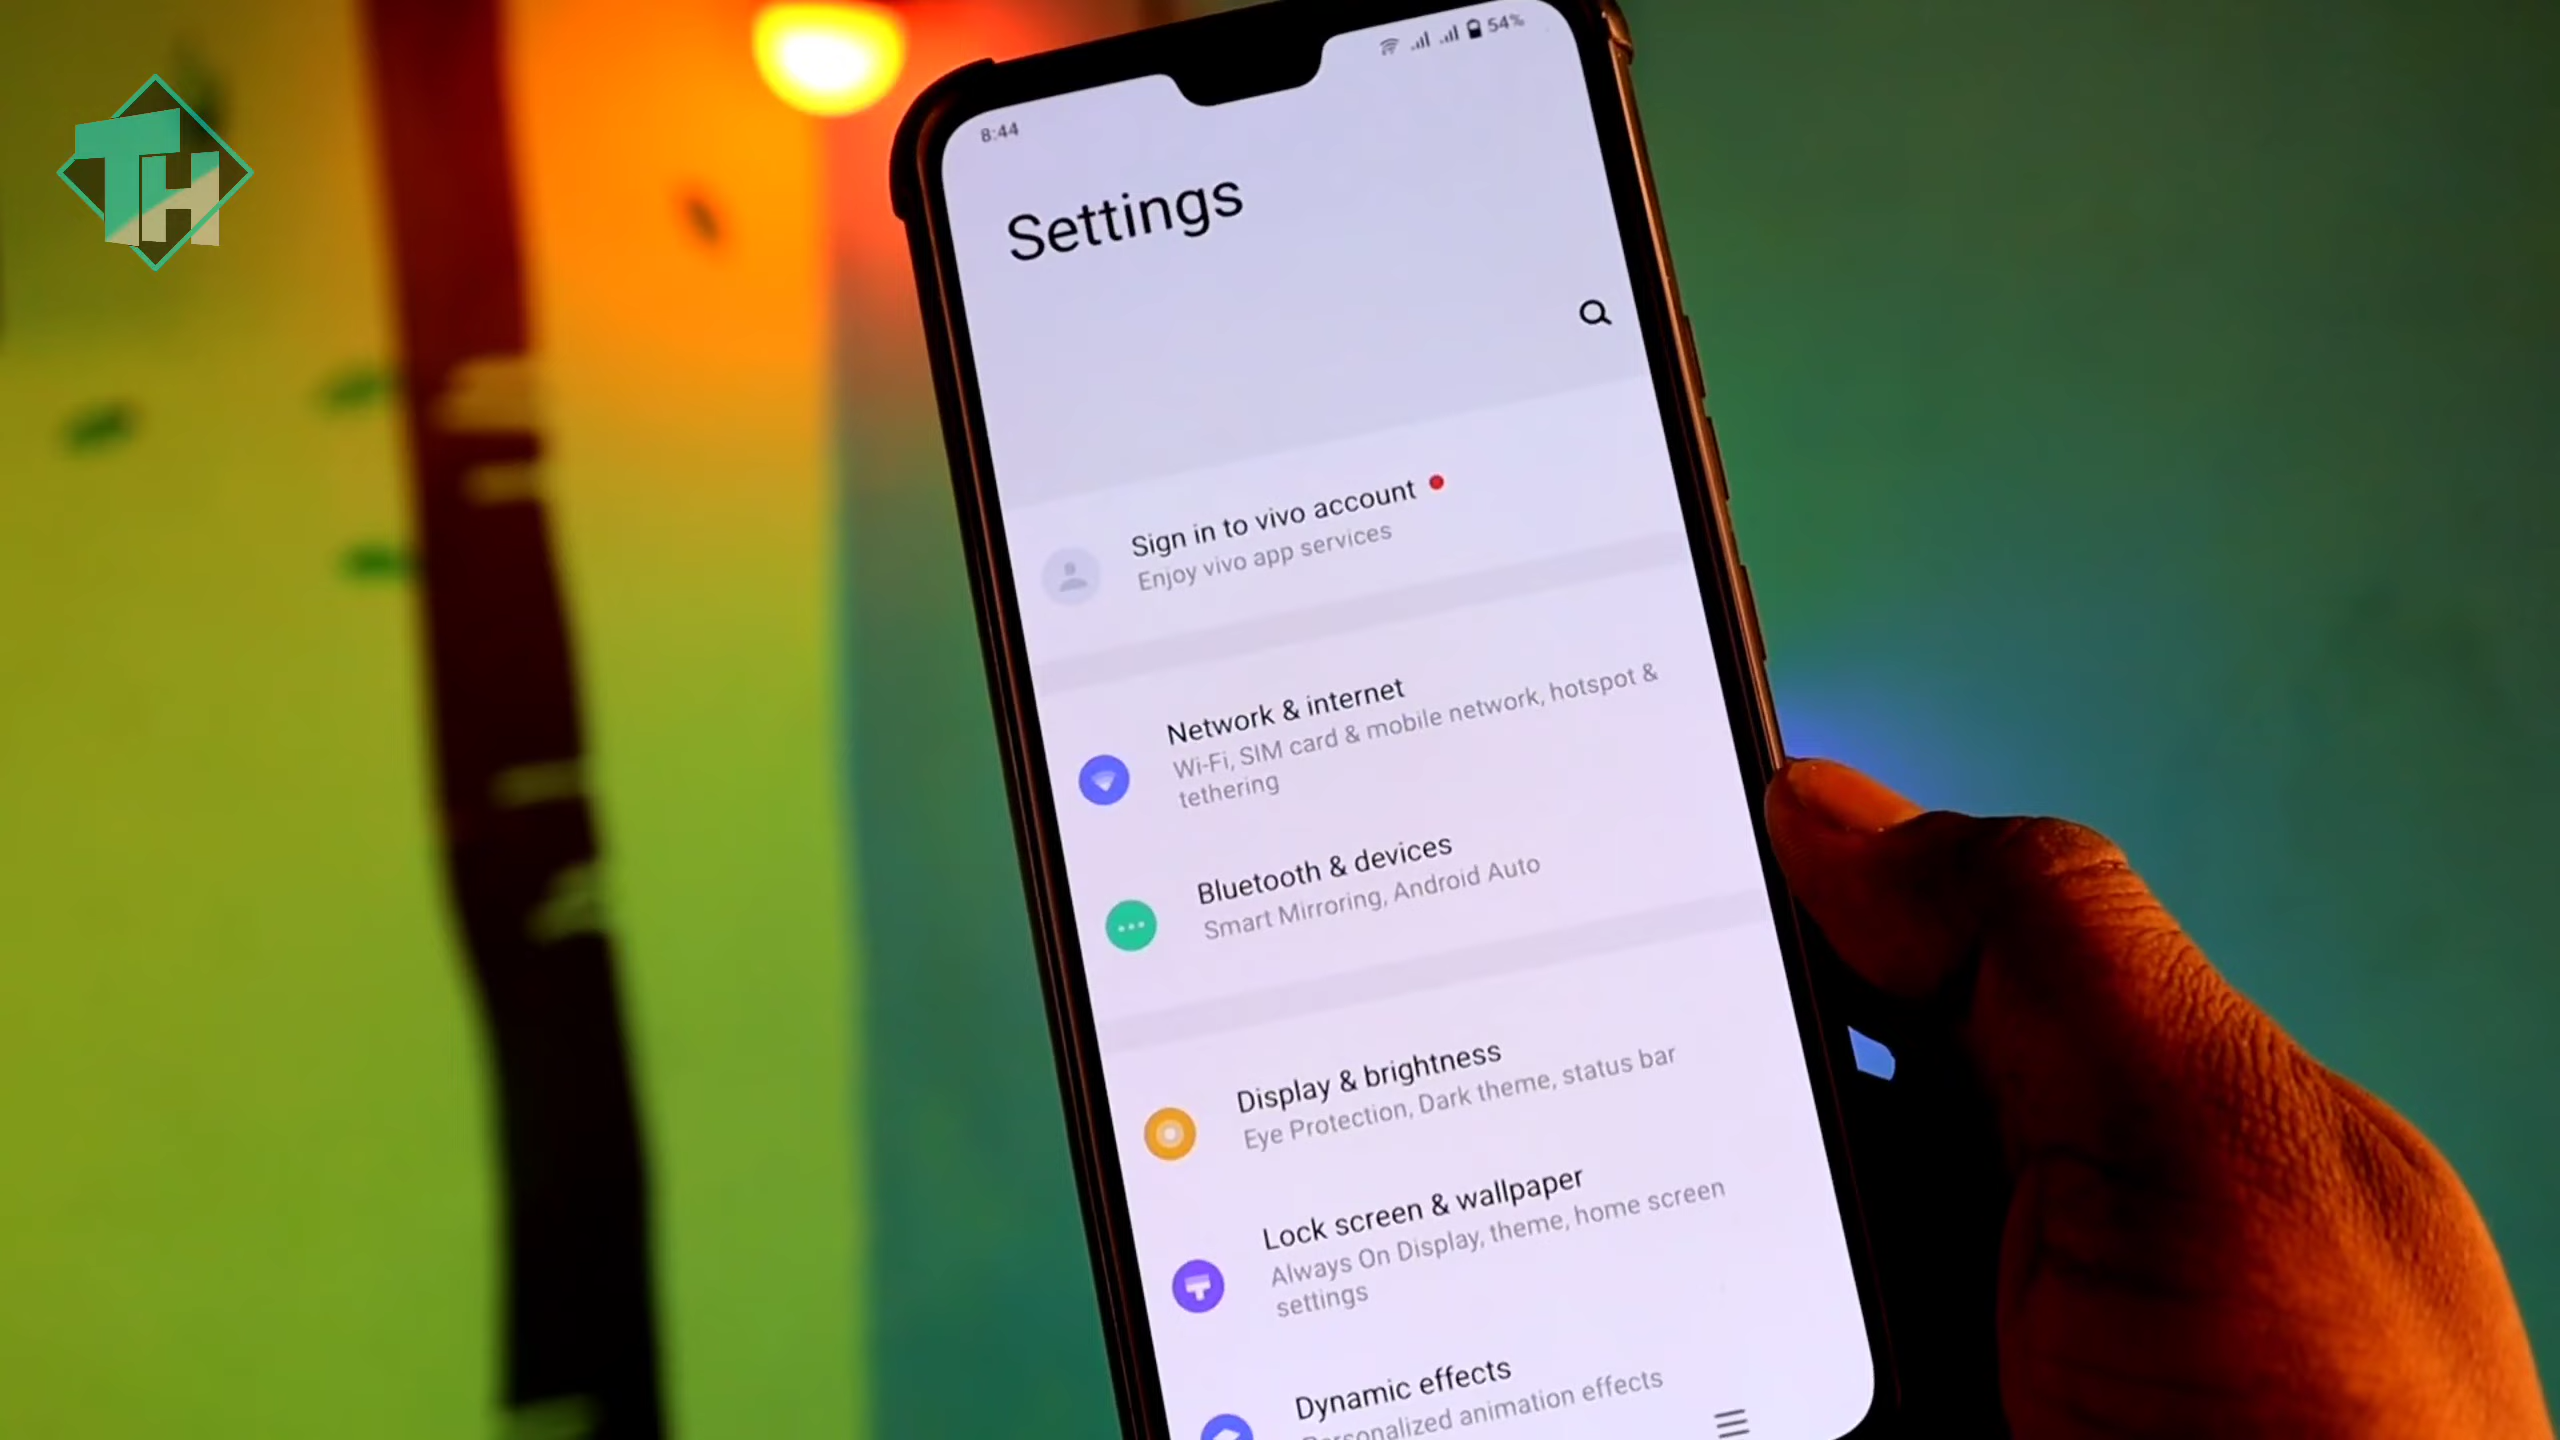 TH
8:44
54%
Settings
Sign in to vivo account
Enjoy vivo app services
Network & internet
Wi-Fi, SIM card & mobile network, hotspot &
tethering
Bluetooth & devices
Smart Mirroring, Android Auto
Display & brightness
Eye Protection, Dark theme, status bar
Lock screen & wallpaper
Always On Display, theme, home screen
settings
Dynamic effects
Personalized animation effects